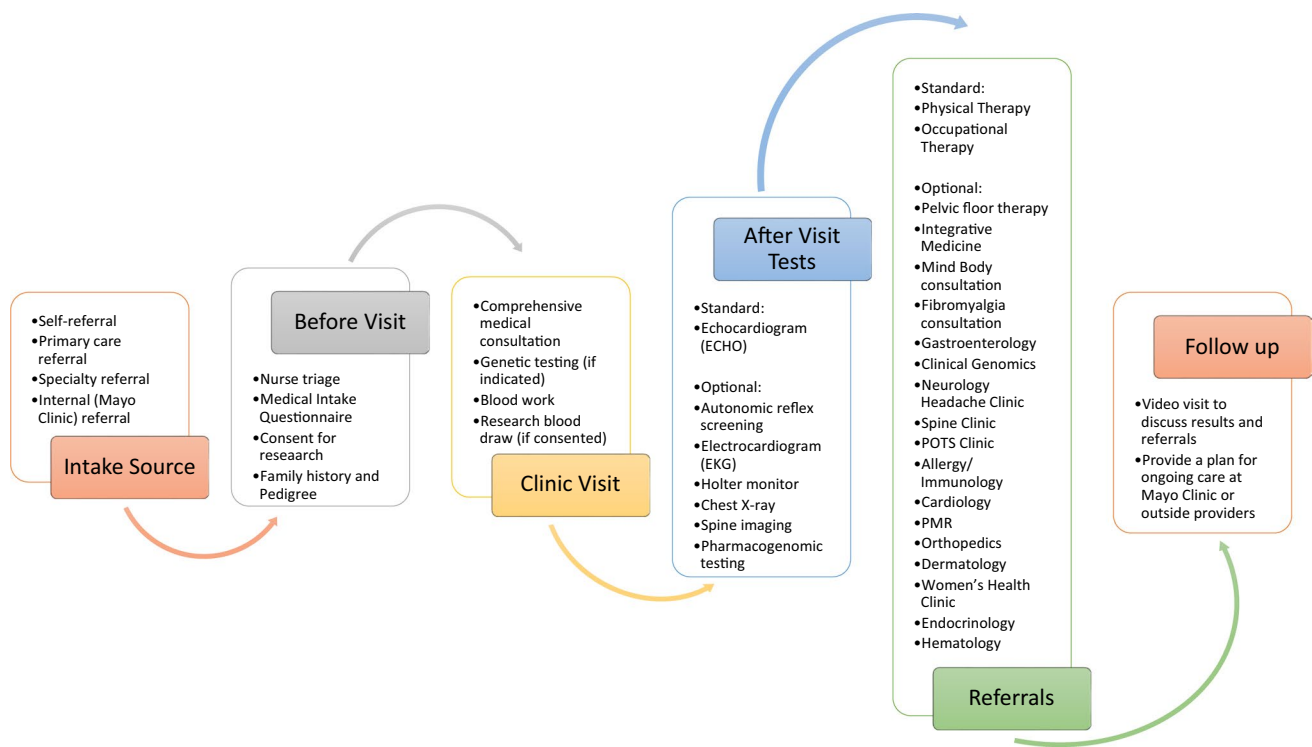 •Self-referral
•Primary care
referral
•Specialty referral
•Internal (Mayo
Clinic) referral
Intake Source
Before Visit
•Nurse triage
•Medical Intake
Questionnaire
•Consent for
reseaarch
•Family history and
Pedigree
•Comprehensive
medical
consultation
•Genetic testing (if
indicated)
•Blood work
•Research blood
draw (if consented)
Clinic Visit
After Visit
Tests
•Standard:
•Echocardiogram
(ECHO)
•Optional:
•Autonomic reflex
screening
•Electrocardiogram
(EKG)
•Holter monitor
•Chest X-ray
•Spine imaging
•Pharmacogenomic
testing
•Standard:
•Physical Therapy
•Occupational
Therapy
•Optional:
•Pelvic floor therapy
•Integrative
Medicine
•Mind Body
consultation
•Fibromyalgia
consultation
•Gastroenterology
•Clinical Genomics
•Neurology
Headache Clinic
•Spine Clinic
•POTS Clinic
•Allergy/
Immunology
•Cardiology
•PMR
•Orthopedics
•Dermatology
•Women’s Health
Clinic
•Endocrinology
•Hematology
Referrals
Follow up
•Video visit to
discuss results and
referrals
•Provide a plan for
ongoing care at
Mayo Clinic or
outside providers